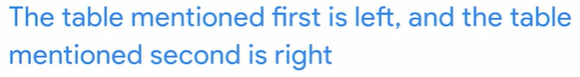 The table mentioned first is left, and the table
mentioned second is right